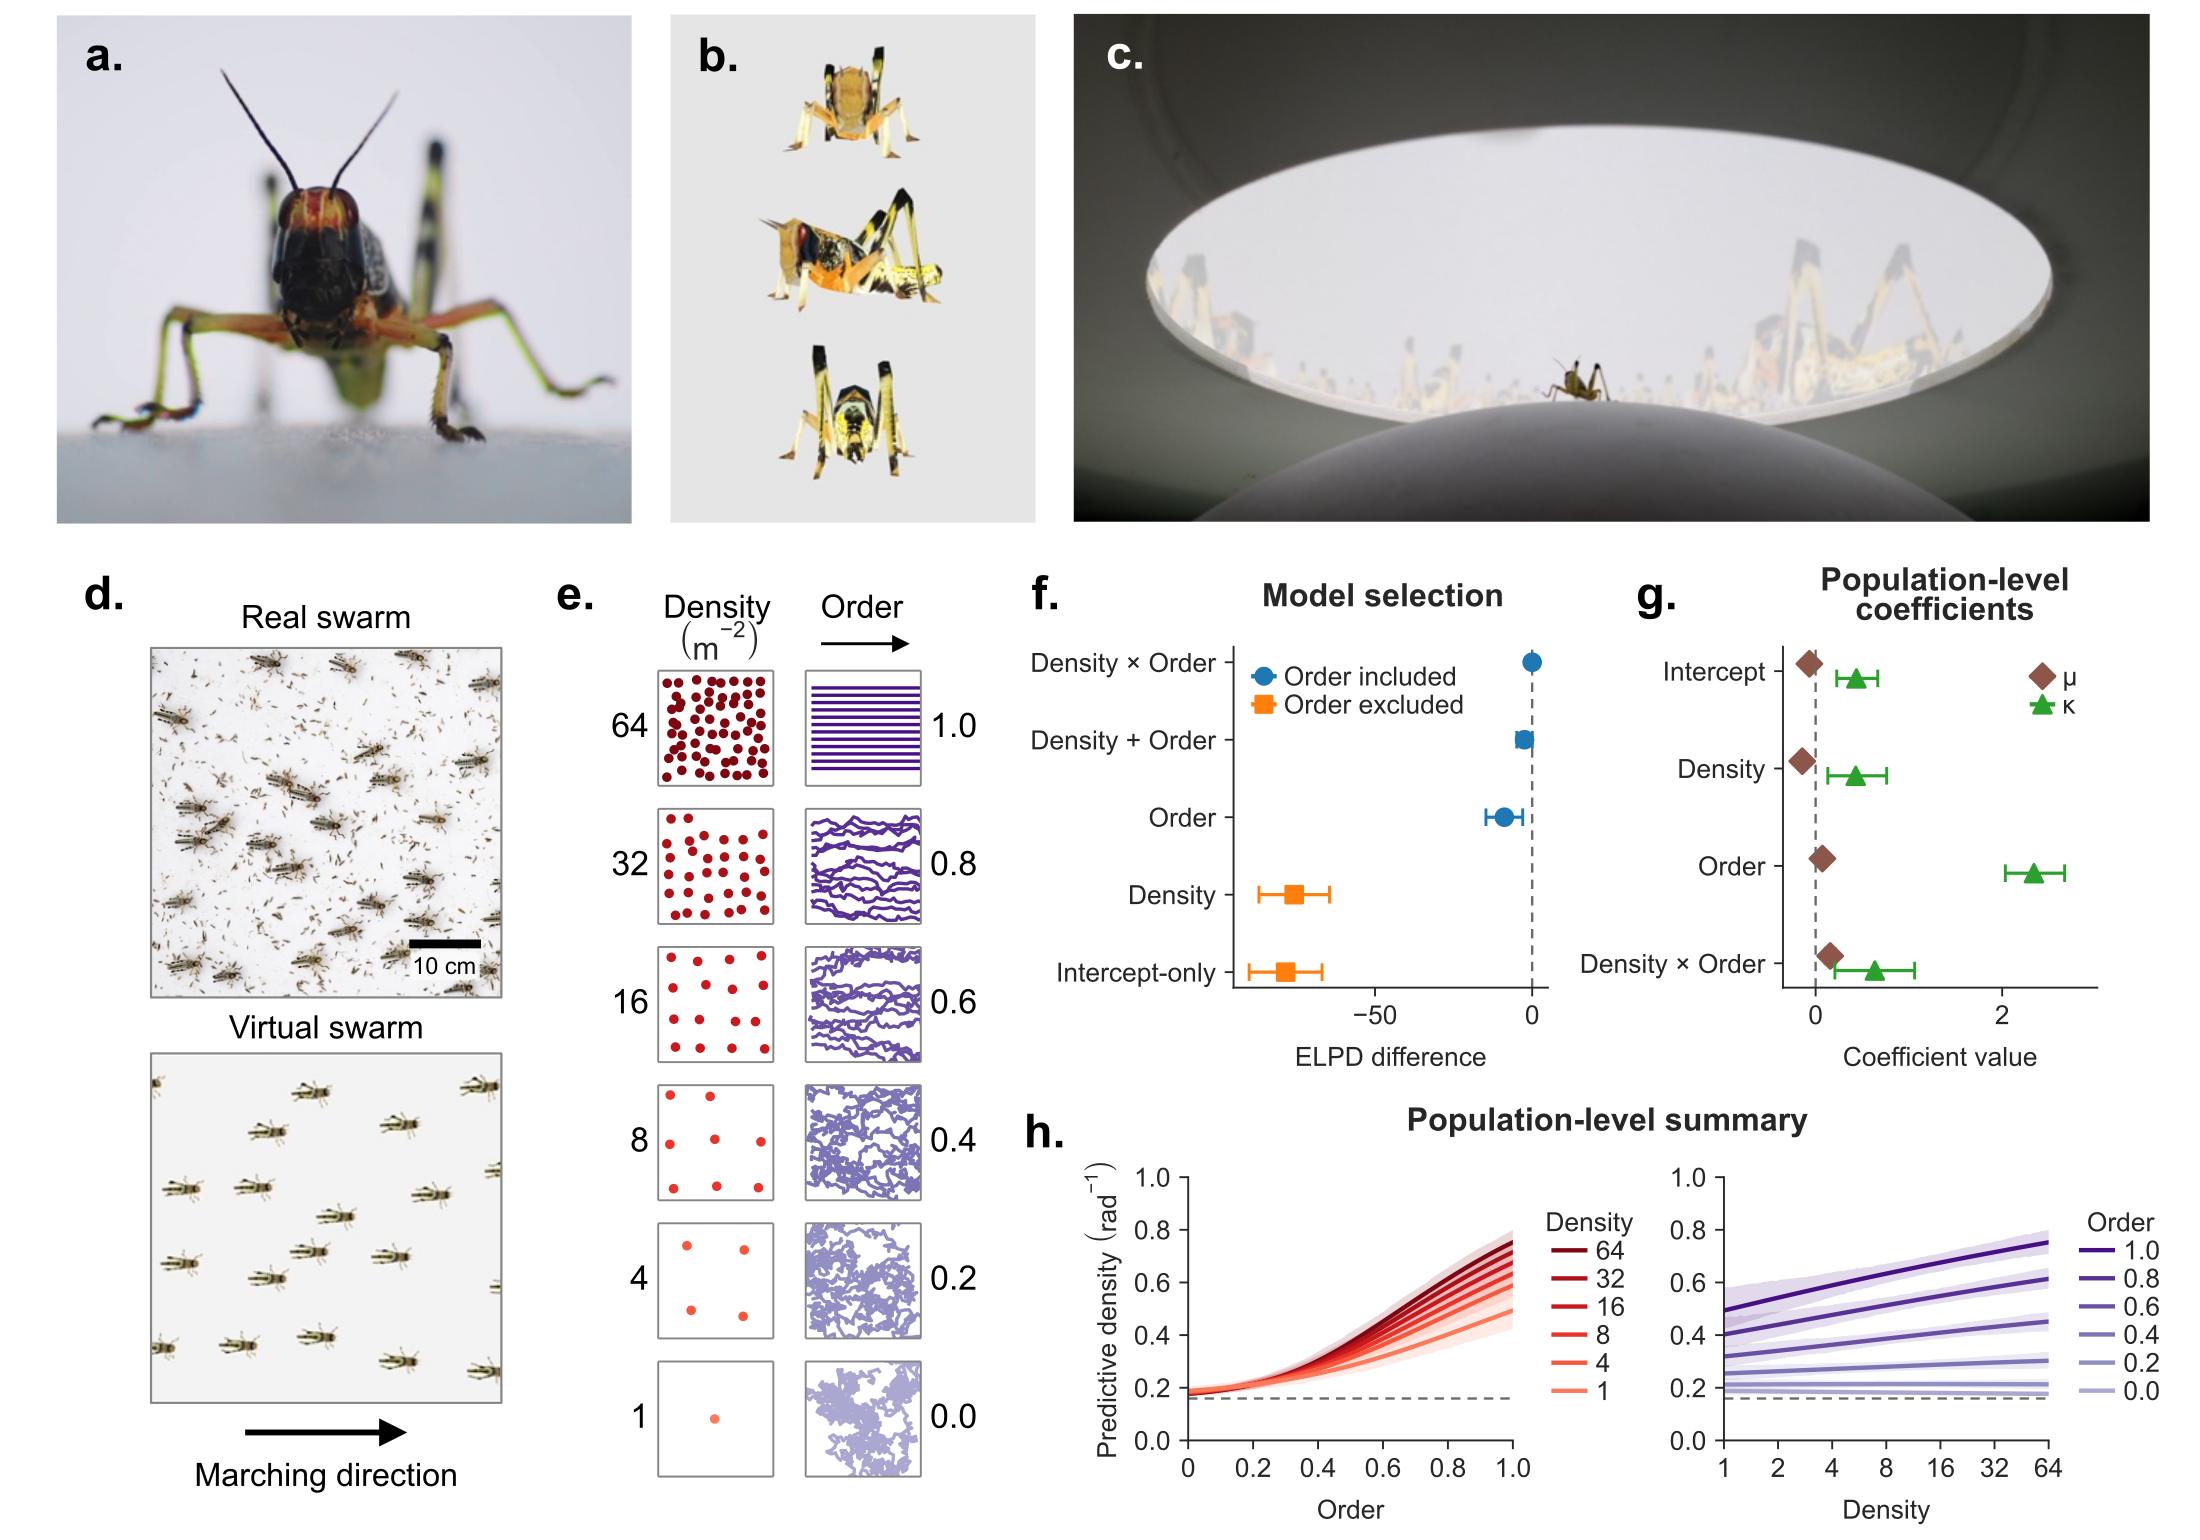 a.
b.
c.
d.
Real swarm
10 cm
Virtual swarm
Marching direction
e.
Density
(m⁻²)
Order
64
1.0
32
0.8
16
0.6
8
0.4
4
0.2
1
0.0
f.
Model selection
Density × Order
Density + Order
Order
Density
Intercept-only
Order included
Order excluded
−50
0
ELPD difference
g.
Population-level
coefficients
Intercept
Density
Order
Density × Order
μ
κ
0
2
Coefficient value
h.
Population-level summary
Predictive density (rad⁻¹)
1.0
0.8
0.6
0.4
0.2
0.0
0
0.2
0.4
0.6
0.8
1.0
Order
Density
64
32
16
8
4
1
1.0
0.8
0.6
0.4
0.2
0.0
1
2
4
8
16
32
64
Density
Order
1.0
0.8
0.6
0.4
0.2
0.0